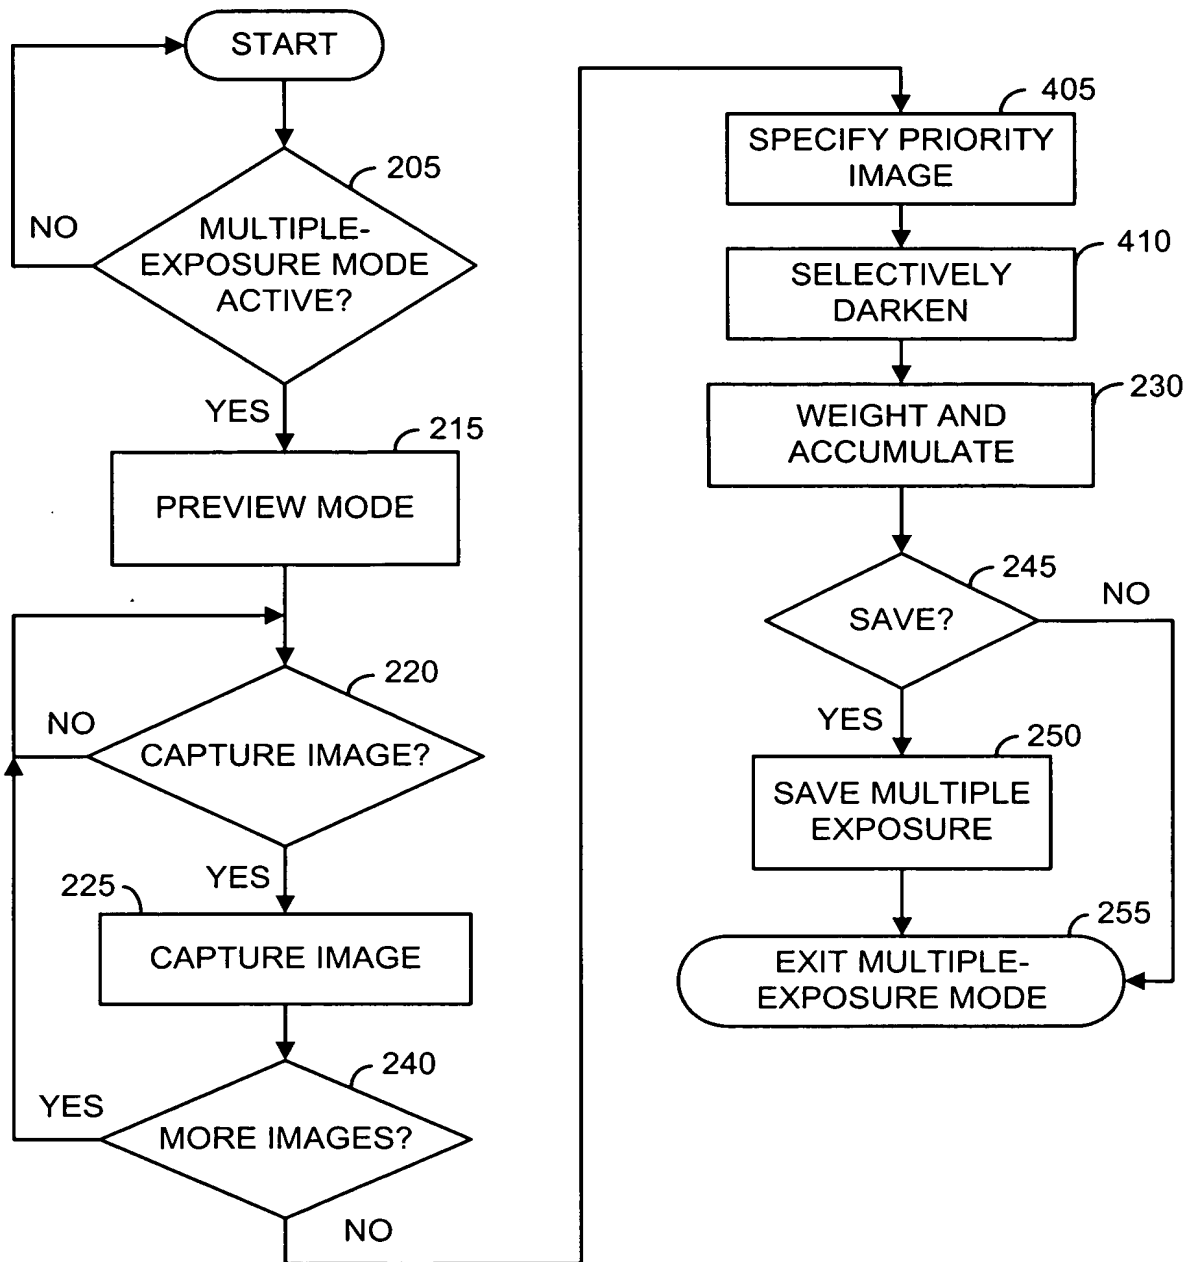 START
205
MULTIPLE-
EXPOSURE MODE
ACTIVE?
NO
YES
215
PREVIEW MODE
220
CAPTURE IMAGE?
NO
YES
225
CAPTURE IMAGE
240
MORE IMAGES?
YES
NO
405
SPECIFY PRIORITY
IMAGE
410
SELECTIVELY
DARKEN
230
WEIGHT AND
ACCUMULATE
245
SAVE?
NO
YES
250
SAVE MULTIPLE
EXPOSURE
255
EXIT MULTIPLE-
EXPOSURE MODE